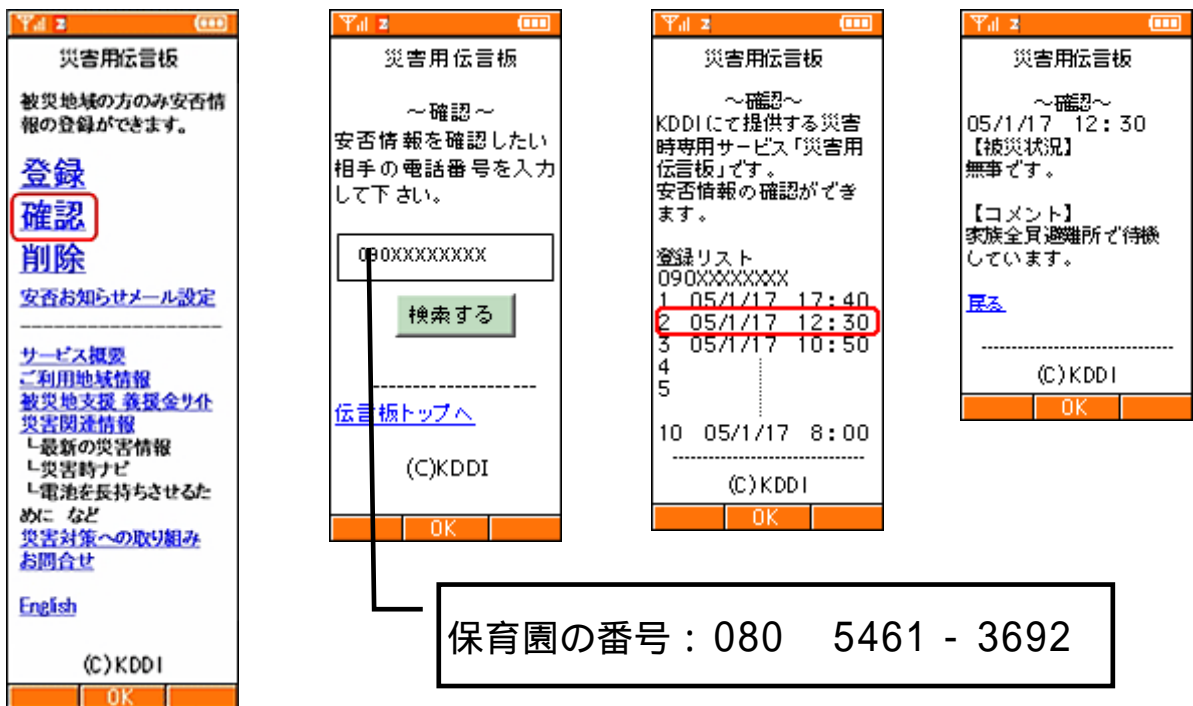 災害用伝言板
被災地域の方のみ安否情
報の登録ができます。
登録
確認
削除
安否お知らせメール設定
サービス概要
ご利用地域情報
被災地支援 義援金サイト
災害関連情報
└最新の災害情報
└災害時ナビ
└電池を長持ちさせるた
めに など
災害対策への取り組み
お問合せ
English
(C)KDDI
OK
災害用伝言板
～確認～
安否情報を確認したい
相手の電話番号を入力
して下さい。
090XXXXXXXX
検索する
伝言板トップへ
(C)KDDI
OK
災害用伝言板
～確認～
KDDIにて提供する災害
時専用サービス「災害用
伝言板」です。
安否情報の確認ができ
ます。
登録リスト
090XXXXXXXX
1 05/1/17 17:40
2 05/1/17 12:30
3 05/1/17 10:50
4
5
10 05/1/17 8:00
(C)KDDI
OK
災害用伝言板
～確認～
05/1/17 12:30
【被災状況】
無事です。
【コメント】
家族全員避難所で待機
しています。
戻る
(C)KDDI
OK
保育園の番号：080 5461-3692